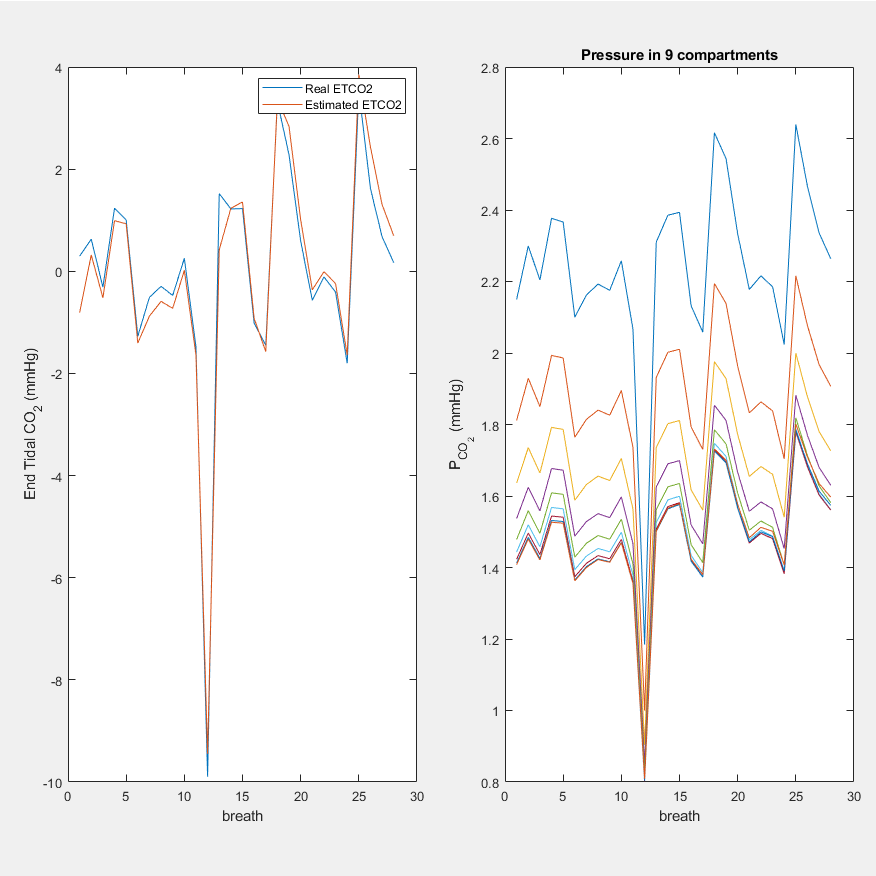 Pressure in 9 compartments
4
2
0
-2
-4
-6
-8
-10
End Tidal CO2 (mmHg)
0 5 10 15 20 25 30
breath
Real ETCO2
Estimated ETCO2
2.8
2.6
2.4
2.2
2
1.8
1.6
1.4
1.2
1
0.8
PCO2 (mmHg)
0 5 10 15 20 25 30
breath